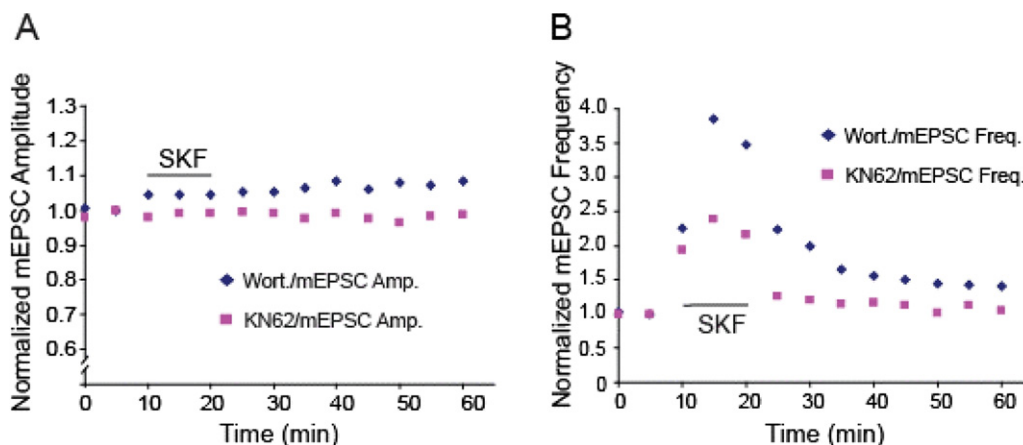 A
Normalized mEPSC Amplitude
1.3
1.2
1.1
1.0
0.9
0.8
0.7
0.6
SKF
Wort./mEPSC Amp.
KN62/mEPSC Amp.
0 10 20 30 40 50 60
Time (min)
B
Normalized mEPSC Frequency
4.0
3.5
3.0
2.5
2.0
1.5
1.0
0.5
0
Wort./mEPSC Freq.
KN62/mEPSC Freq.
SKF
0 10 20 30 40 50 60
Time (min)